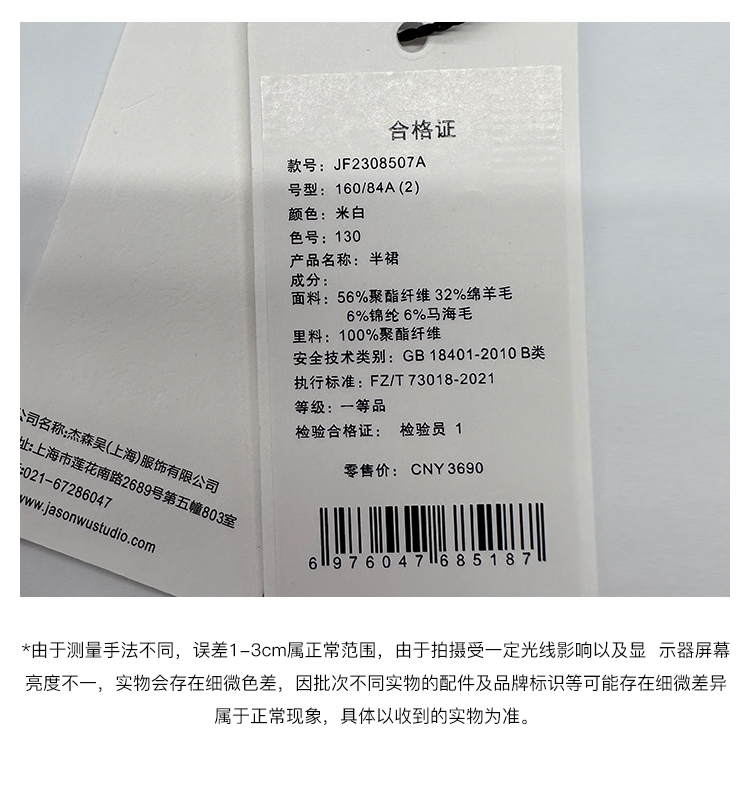 合格证
款号: JF2308507A
号型: 160/84A (2)
颜色: 米白
色号: 130
产品名称: 半裙
成分:
面料: 56%聚酯纤维 32%绵羊毛
6%锦纶 6%马海毛
里料: 100%聚酯纤维
安全技术类别: GB 18401-2010 B类
执行标准: FZ/T 73018-2021
等级: 一等品
检验合格证: 检验员 1
零售价: CNY 3690
6 976047 685187
公司名称:杰森吴(上海)服饰有限公司
址:上海市莲花南路2689号第五幢803室
:021-67286047
www.jasonwustudio.com
*由于测量手法不同，误差1-3cm属正常范围，由于拍摄受一定光线影响以及显 示器屏幕
亮度不一，实物会存在细微色差，因批次不同实物的配件及品牌标识等可能存在细微差异
属于正常现象，具体以收到的实物为准。